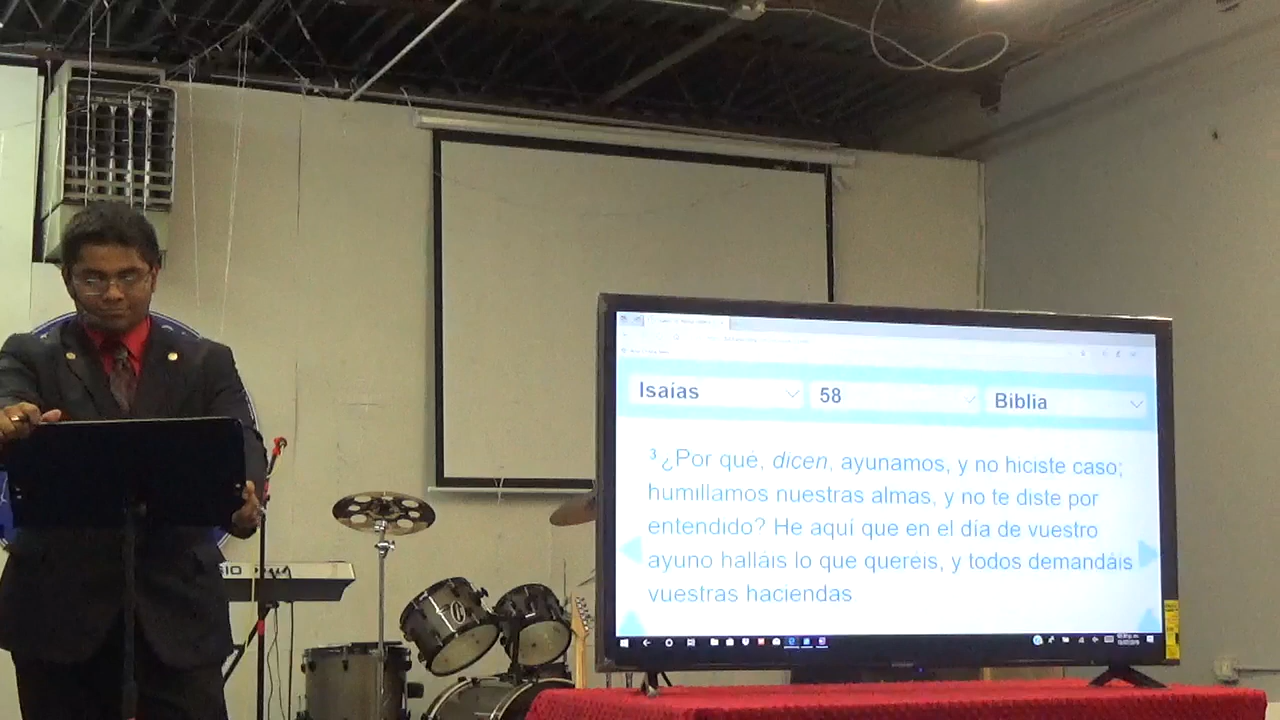 Isaías
58
Biblia
3 ¿Por qué, dicen, ayunamos, y no hiciste caso;
humillamos nuestras almas, y no te diste por
entendido? He aquí que en el día de vuestro
ayuno halláis lo que queréis, y todos demandáis
vuestras haciendas